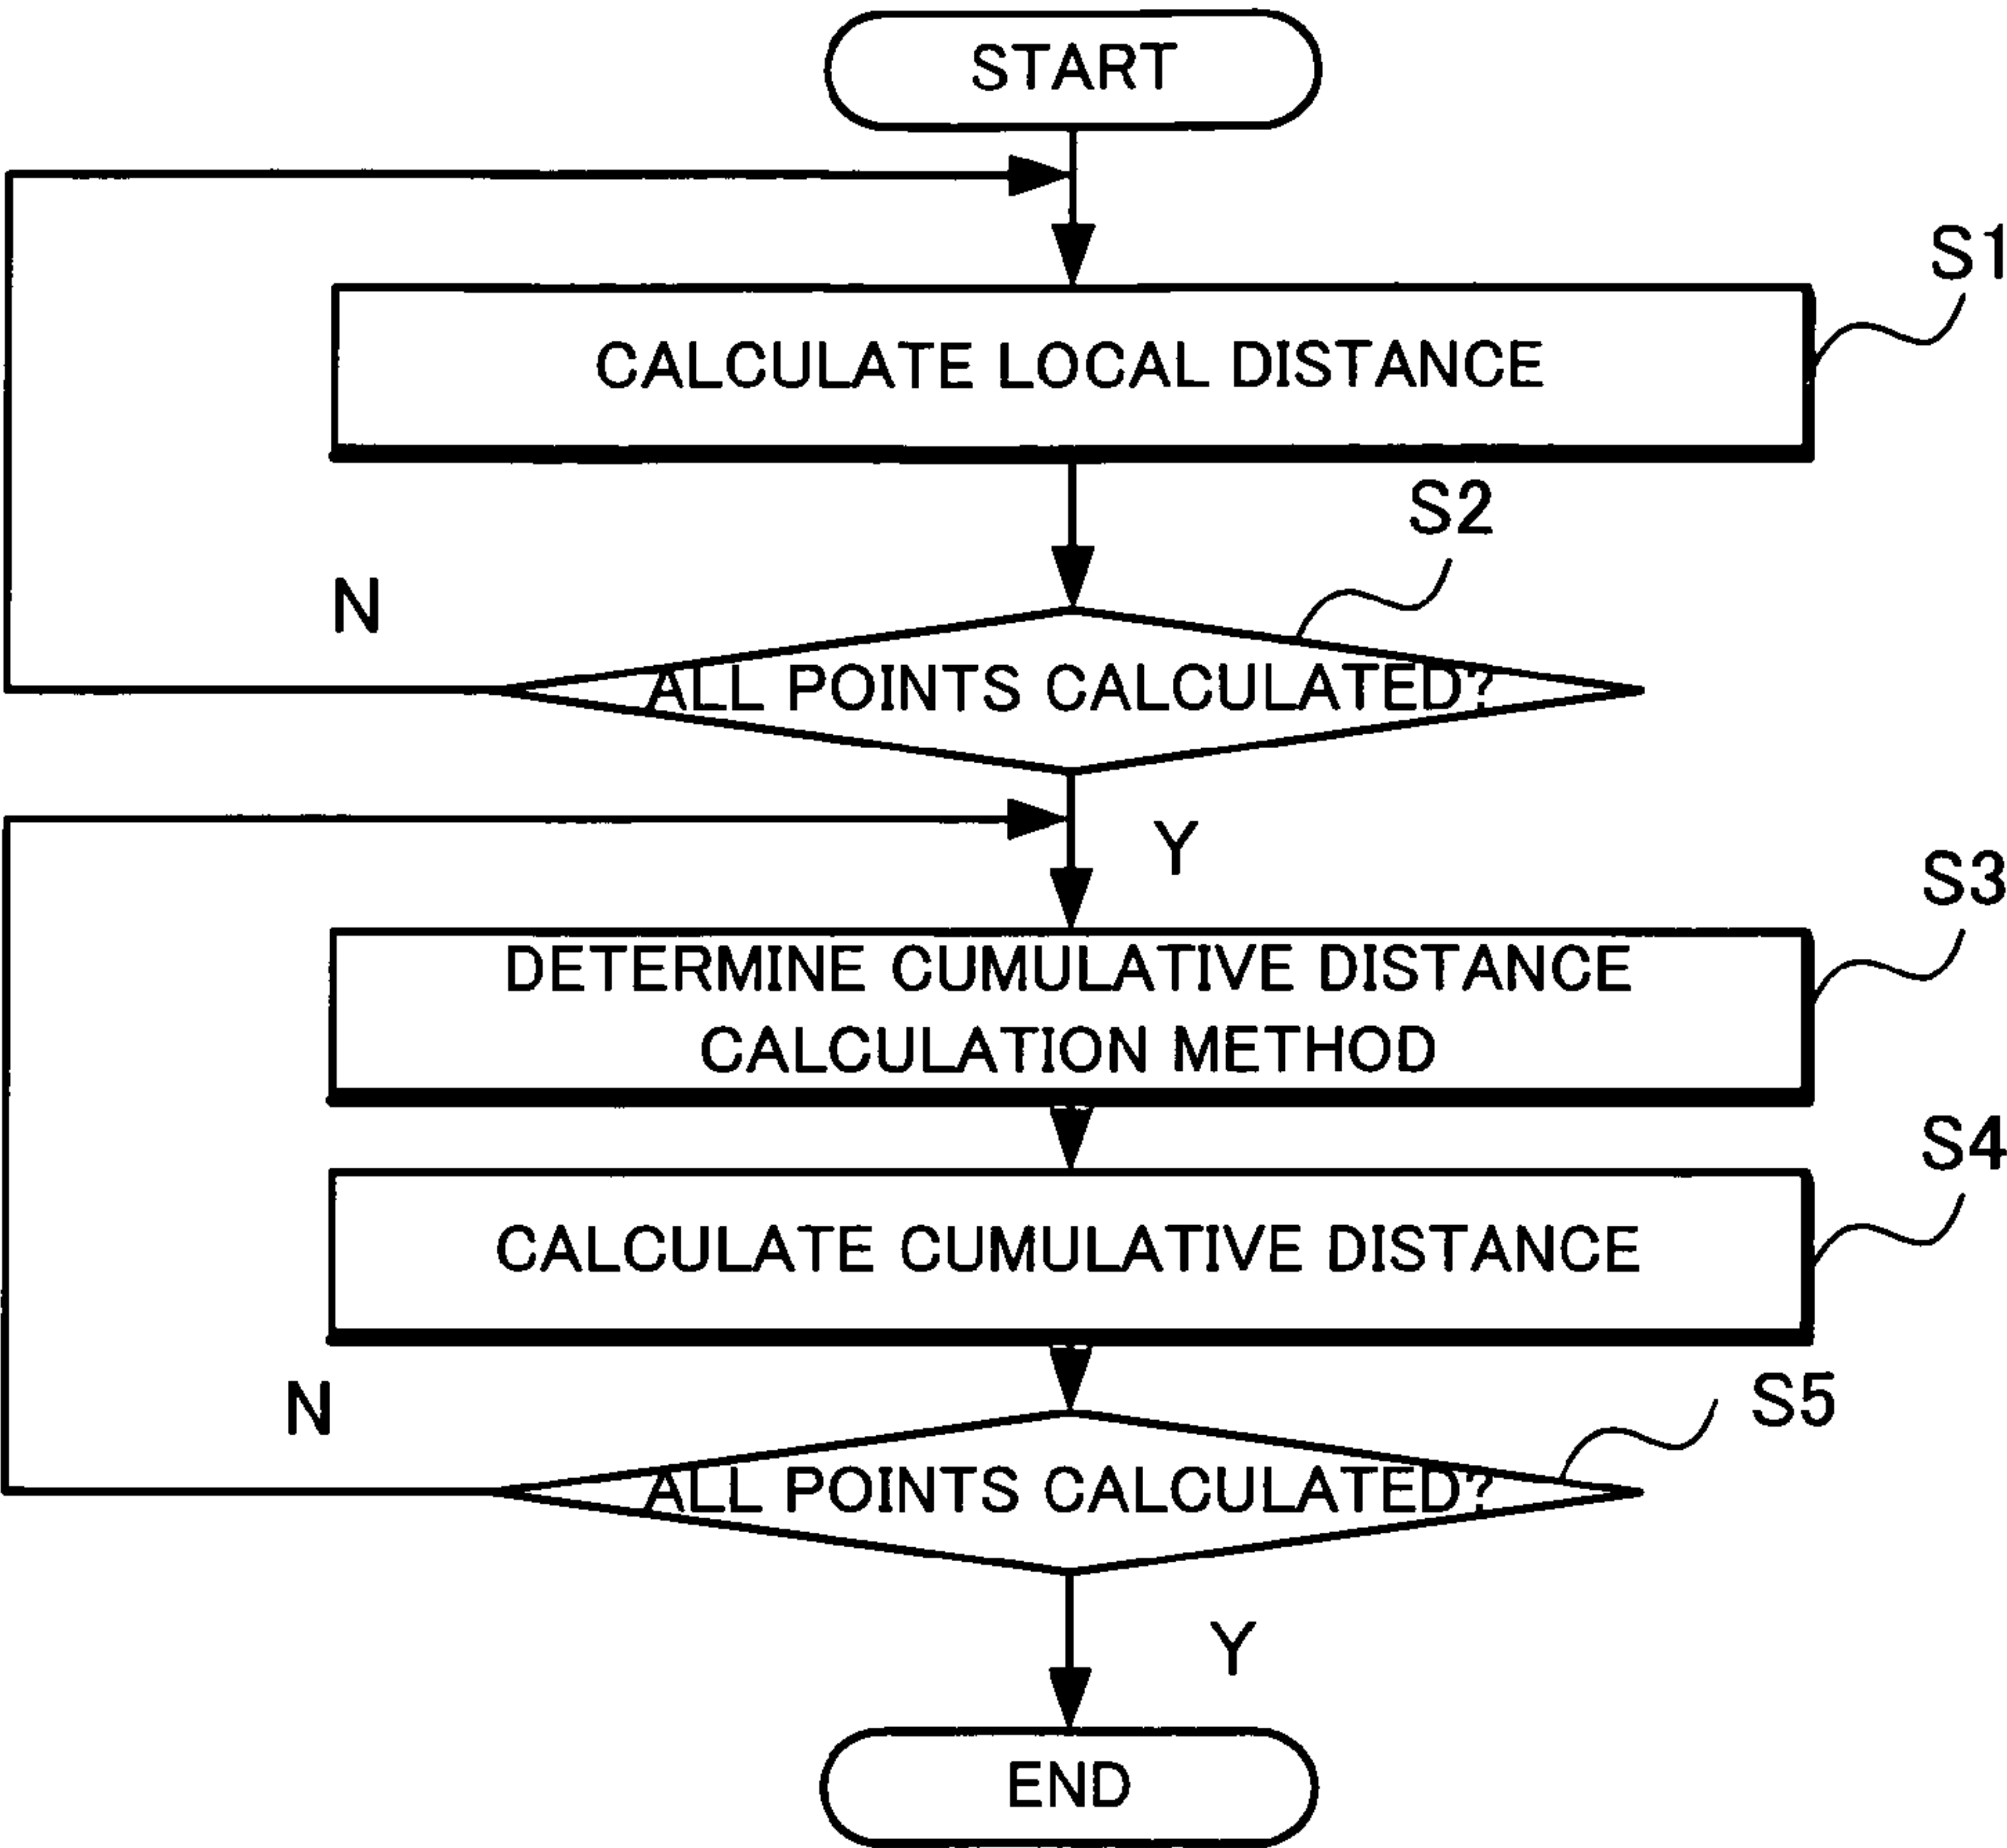 START
S1
CALCULATE LOCAL DISTANCE
S2
N
ALL POINTS CALCULATED?
Y
S3
DETERMINE CUMULATIVE DISTANCE
CALCULATION METHOD
S4
CALCULATE CUMULATIVE DISTANCE
N
S5
ALL POINTS CALCULATED?
Y
END